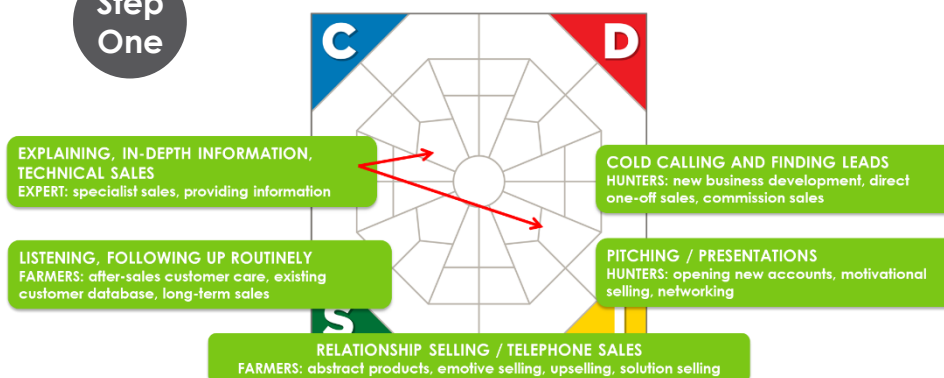 Step
One
C
D
EXPLAINING, IN-DEPTH INFORMATION,
TECHNICAL SALES
EXPERT: specialist sales, providing information
COLD CALLING AND FINDING LEADS
HUNTERS: new business development, direct
one-off sales, commission sales
LISTENING, FOLLOWING UP ROUTINELY
FARMERS: after-sales customer care, existing
customer database, long-term sales
PITCHING / PRESENTATIONS
HUNTERS: opening new accounts, motivational
selling, networking
S
I
RELATIONSHIP SELLING / TELEPHONE SALES
FARMERS: abstract products, emotive selling, upselling, solution selling